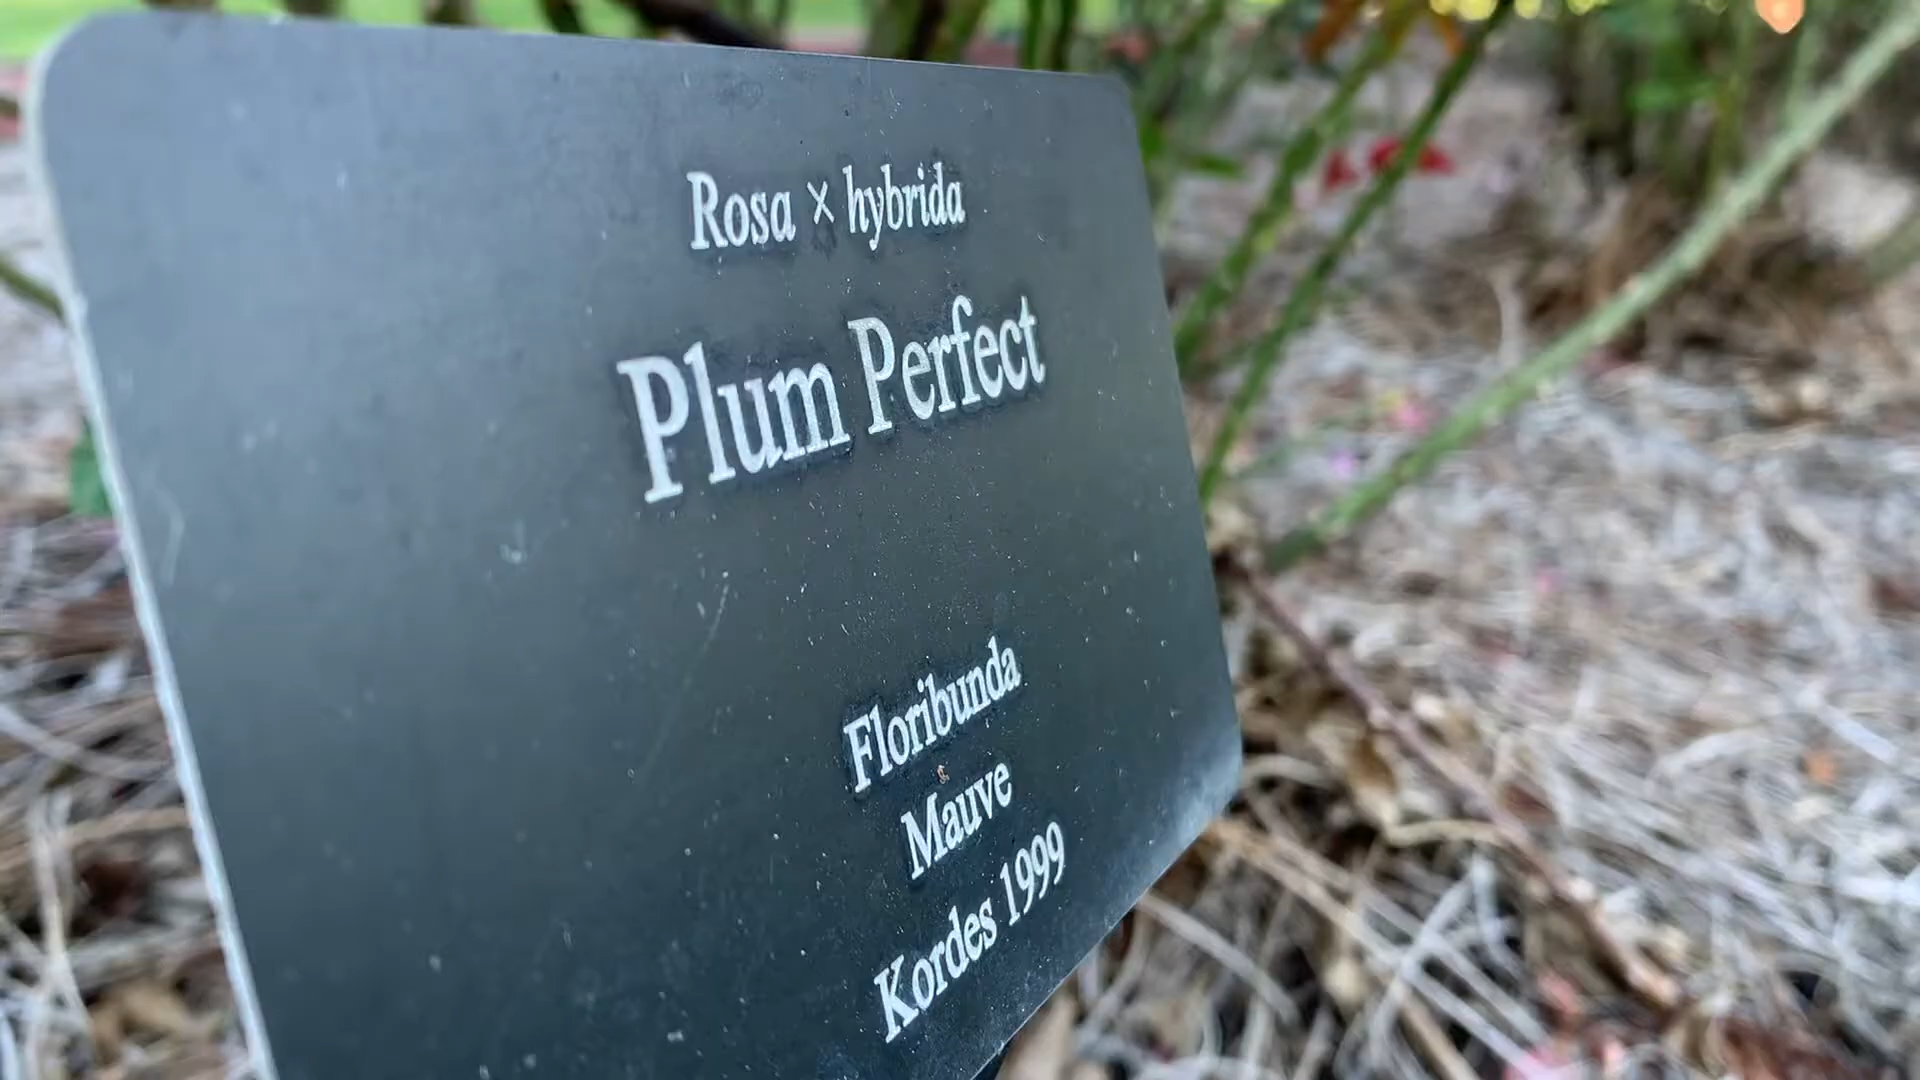 Rosa × hybrida
Plum Perfect
Floribunda
Mauve
Kordes 1999